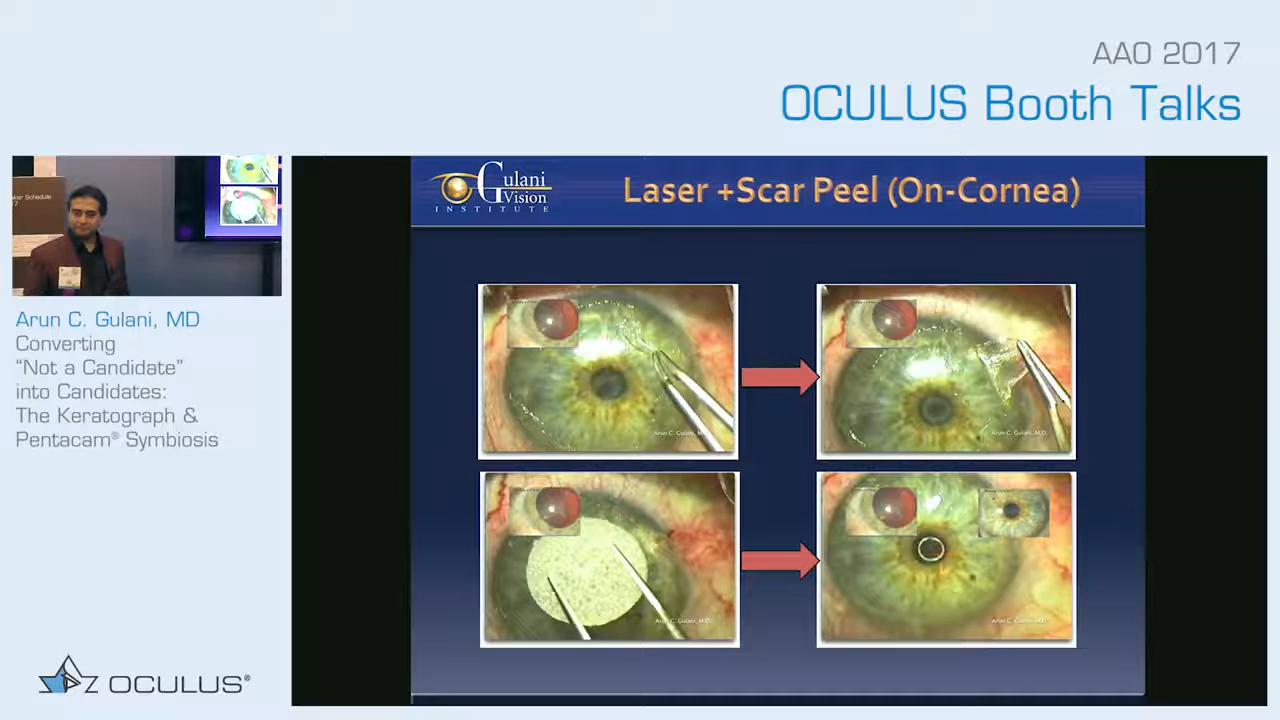 AAO 2017
OCULUS Booth Talks
Arun C. Gulani, MD
Converting
“Not a Candidate”
into Candidates:
The Keratograph &
Pentacam® Symbiosis
OCULUS®
Gulani
Vision
INSTITUTE
Laser +Scar Peel (On-Cornea)
Arun C. Gulani, M.D.
Arun C. Gulani, M.D.
Arun C. Gulani, M.D.
Arun C. Gulani, M.D.
Schedule